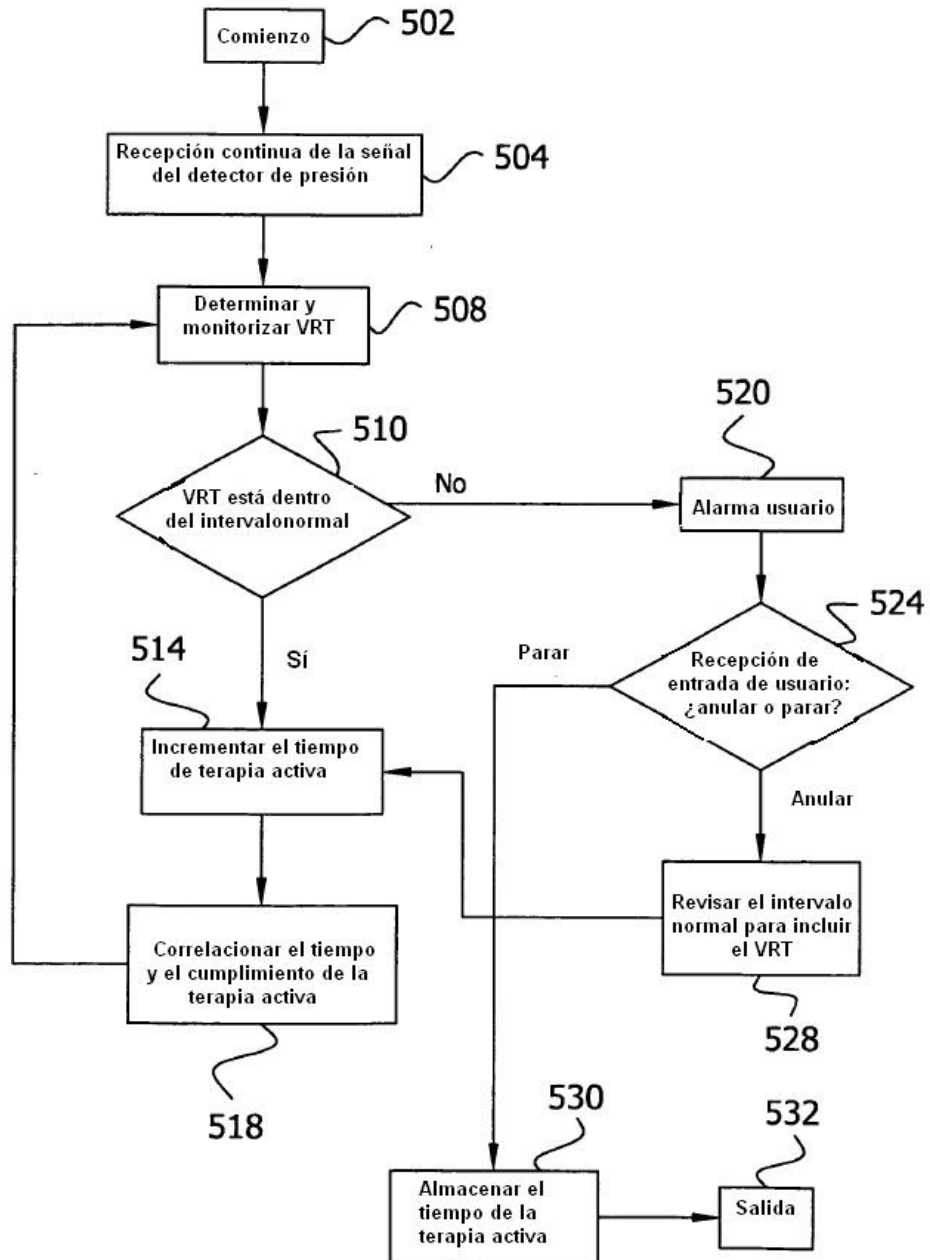 Comienzo
502
Recepción continua de la señal
del detector de presión
504
Determinar y
monitorizar VRT
508
510
VRT está dentro
del intervalonormal
No
520
Alarma usuario
524
Recepción de
entrada de usuario:
¿anular o parar?
Parar
Anular
Sí
514
Incrementar el tiempo
de terapia activa
Revisar el intervalo
normal para incluir
el VRT
528
Correlacionar el tiempo
y el cumplimiento de la
terapia activa
518
530
Almacenar el
tiempo de la
terapia activa
532
Salida